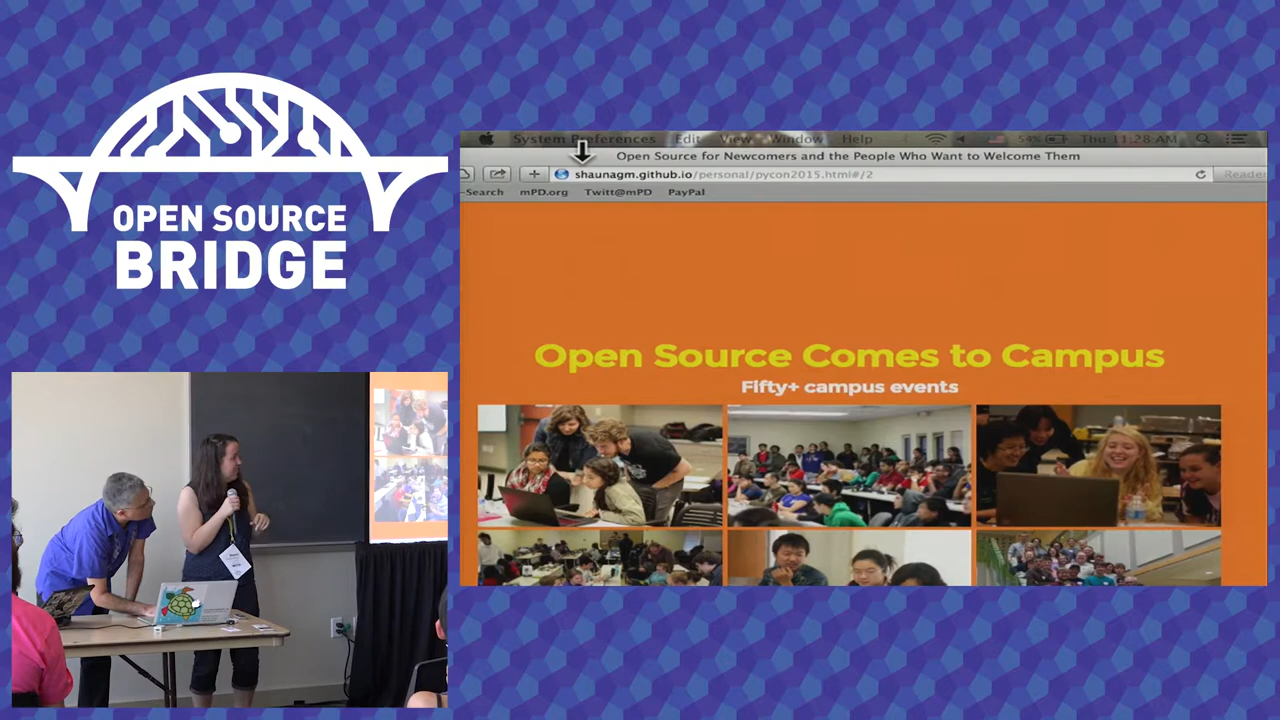 OPEN SOURCE
BRIDGE
System Preferences Edit View Window Help 54% Thu 11:28 AM
Open Source for Newcomers and the People Who Want to Welcome Them
shaunagm.github.io/personal/pycon2015.html#/2 Reader
-Search mPD.org Twitt@mPD PayPal
Open Source Comes to Campus
Fifty+ campus events